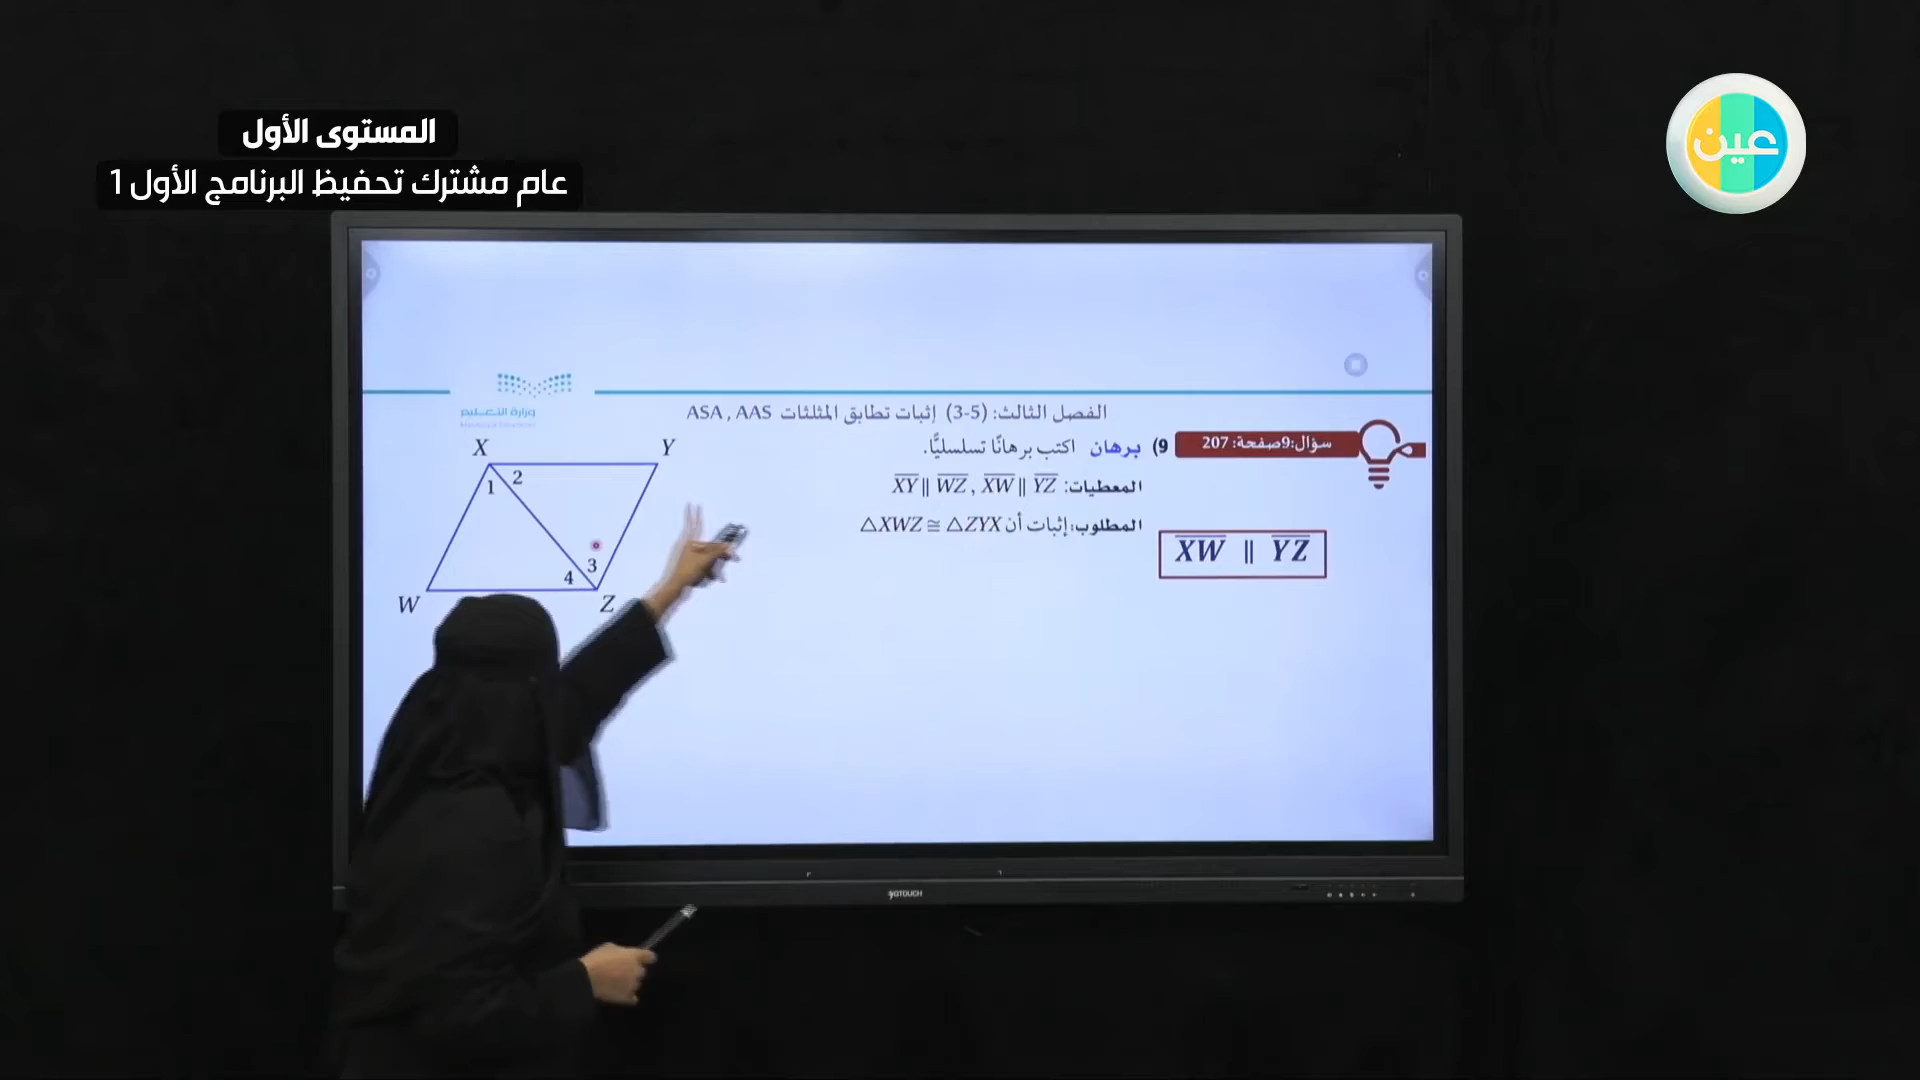 المستوى الأول
عام مشترك تحفيظ البرنامج الأول 1
عين
وزارة التعليم
الفصل الثالث: (5-3) إثبات تطابق المثلثات ASA , AAS
سؤال:9صفحة: 207
9) برهان اكتب برهانًا تسلسليًّا.
المعطيات: XY ∥ WZ , XW ∥ YZ
المطلوب: إثبات أن △XWZ ≅ △ZYX
XW ∥ YZ
X
Y
1
2
3
4
W
Z